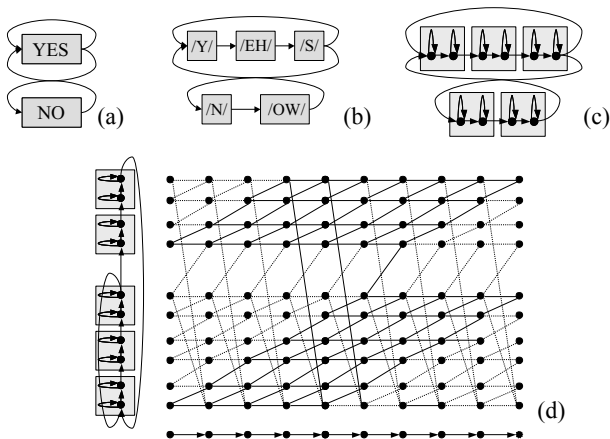 YES
NO
(a)
/Y/ /EH/ /S/
/N/ /OW/
(b)
(c)
(d)